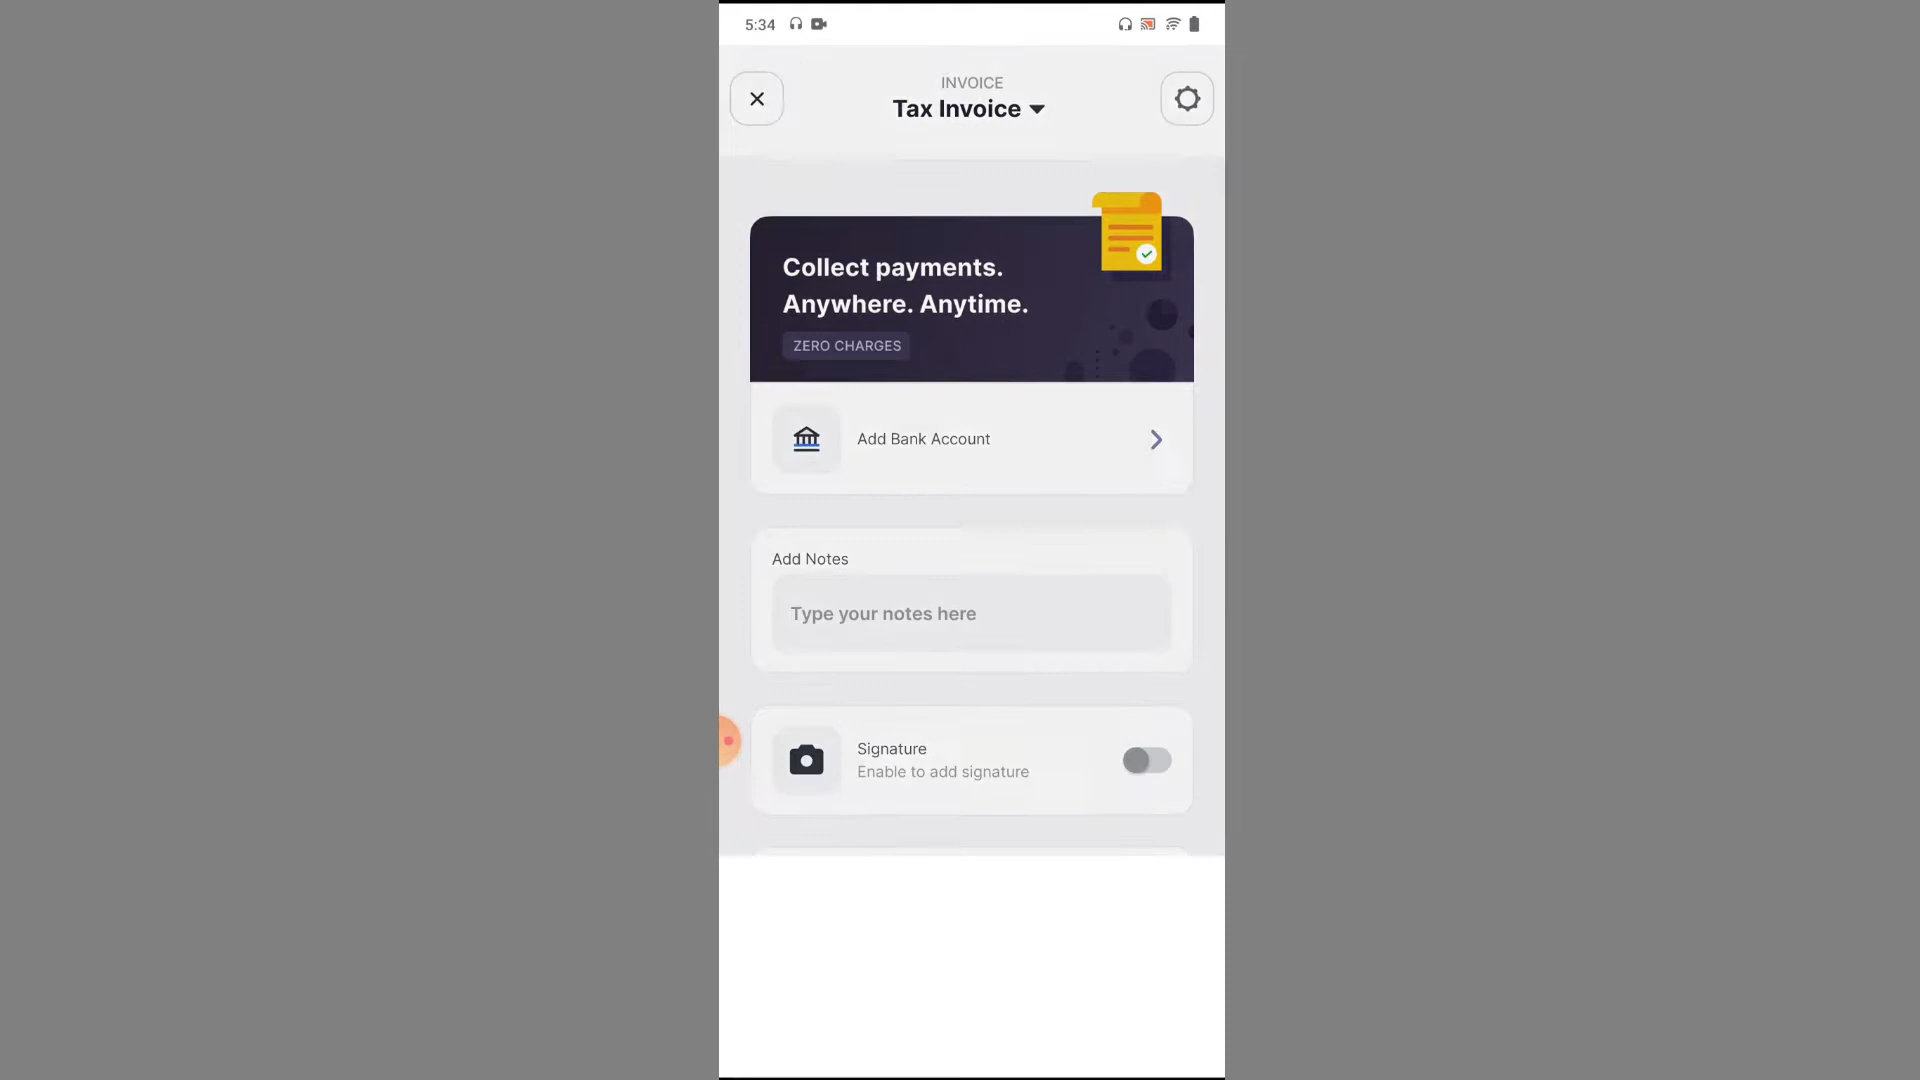 5:34
INVOICE
Tax Invoice
Collect payments.
Anywhere. Anytime.
ZERO CHARGES
Add Bank Account
Add Notes
Type your notes here
Signature
Enable to add signature